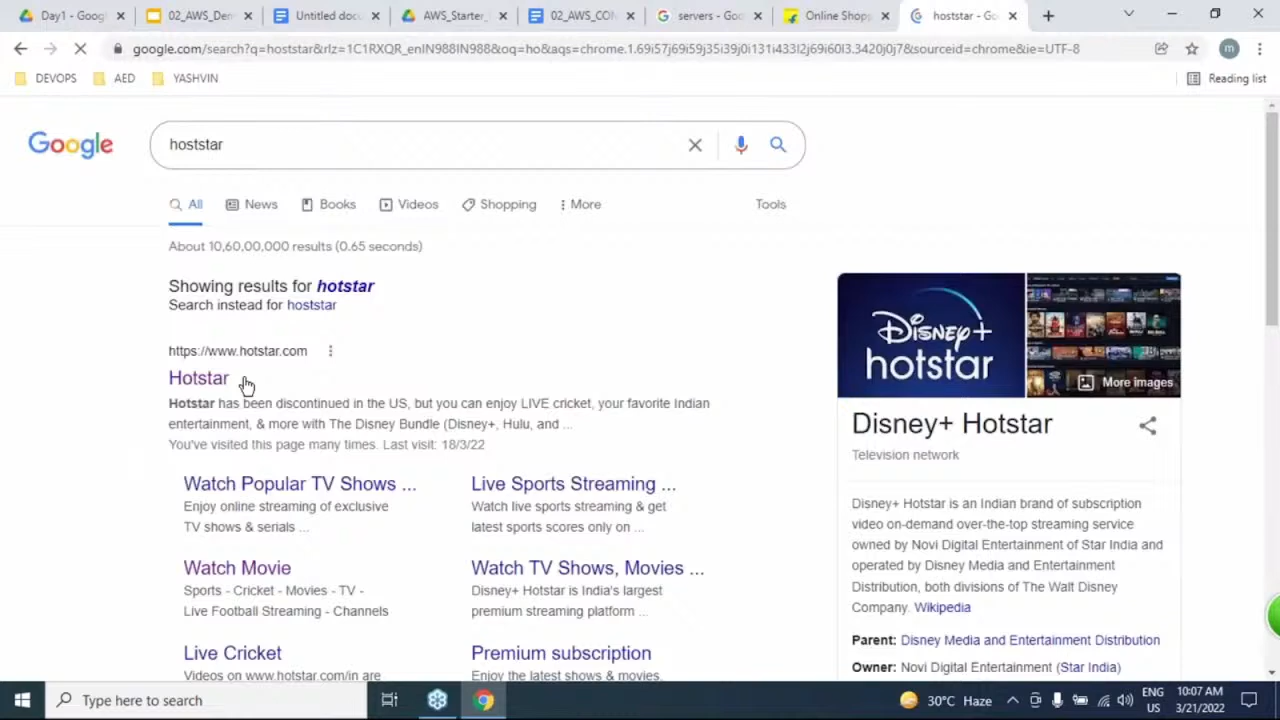 Day1 - Googl
02_AWS_Den
Untitled docu
AWS_Starter_
02_AWS_CON
servers - Goo
Online Shopp
hoststar - Goo
google.com/search?q=hoststar&rlz=1C1RXQR_enIN988IN988&oq=ho&aqs=chrome.1.69i57j69i59j35i39j0i131i433l2j69i60l3.3420j0j7&sourceid=chrome&ie=UTF-8
m
DEVOPS
AED
YASHVIN
Reading list
Google
hoststar
All
News
Books
Videos
Shopping
More
Tools
About 10,60,00,000 results (0.65 seconds)
Showing results for hotstar
Search instead for hoststar
https://www.hotstar.com
Hotstar
Hotstar has been discontinued in the US, but you can enjoy LIVE cricket, your favorite Indian
entertainment, & more with The Disney Bundle (Disney+, Hulu, and ...
You've visited this page many times. Last visit: 18/3/22
Watch Popular TV Shows ...
Enjoy online streaming of exclusive
TV shows & serials ...
Live Sports Streaming ...
Watch live sports streaming & get
latest sports scores only on ...
Watch Movie
Sports - Cricket - Movies - TV -
Live Football Streaming - Channels
Watch TV Shows, Movies ...
Disney+ Hotstar is India's largest
premium streaming platform ...
Live Cricket
Videos on www.hotstar.com/in are
Premium subscription
Enjoy the latest shows & movies,
Disney+
hotstar
More images
Disney+ Hotstar
Television network
Disney+ Hotstar is an Indian brand of subscription
video on-demand over-the-top streaming service
owned by Novi Digital Entertainment of Star India and
operated by Disney Media and Entertainment
Distribution, both divisions of The Walt Disney
Company. Wikipedia
Parent: Disney Media and Entertainment Distribution
Owner: Novi Digital Entertainment (Star India)
Type here to search
30°C Haze
ENG
US
10:07 AM
3/21/2022